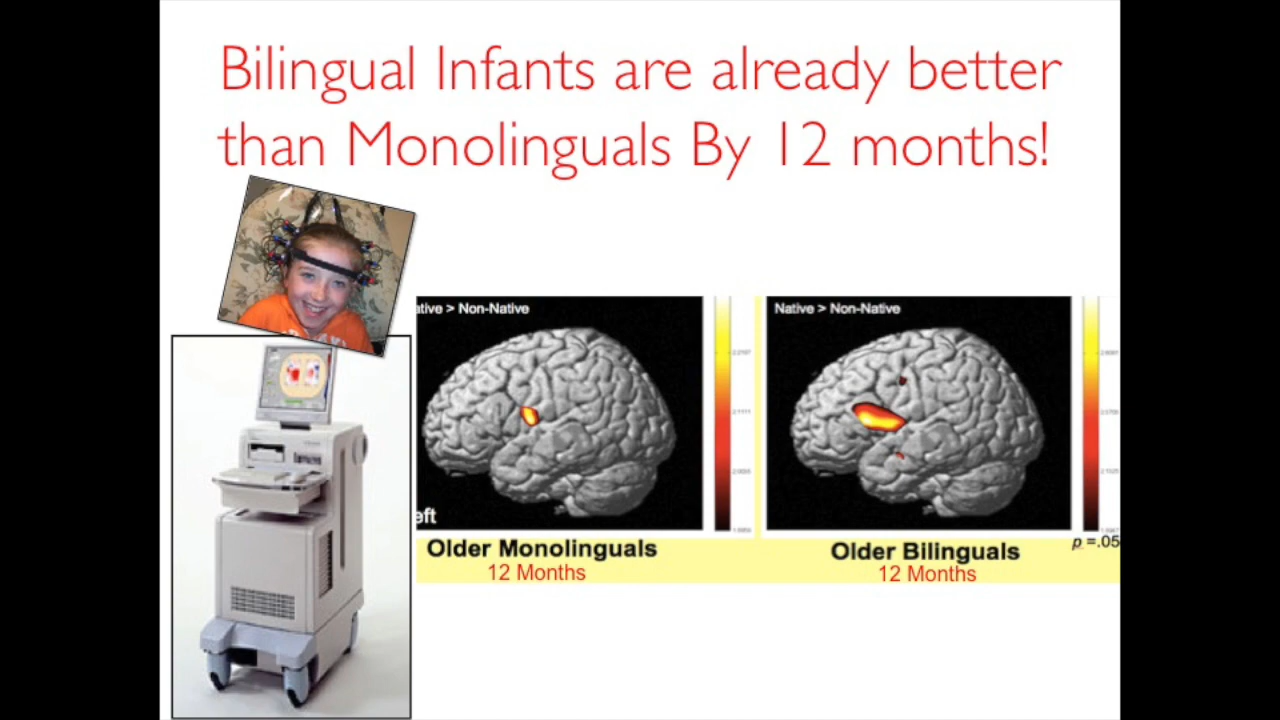 Bilingual Infants are already better
than Monolinguals By 12 months!
ative > Non-Native
Native > Non-Native
eft
Older Monolinguals
12 Months
Older Bilinguals
12 Months
p =.05